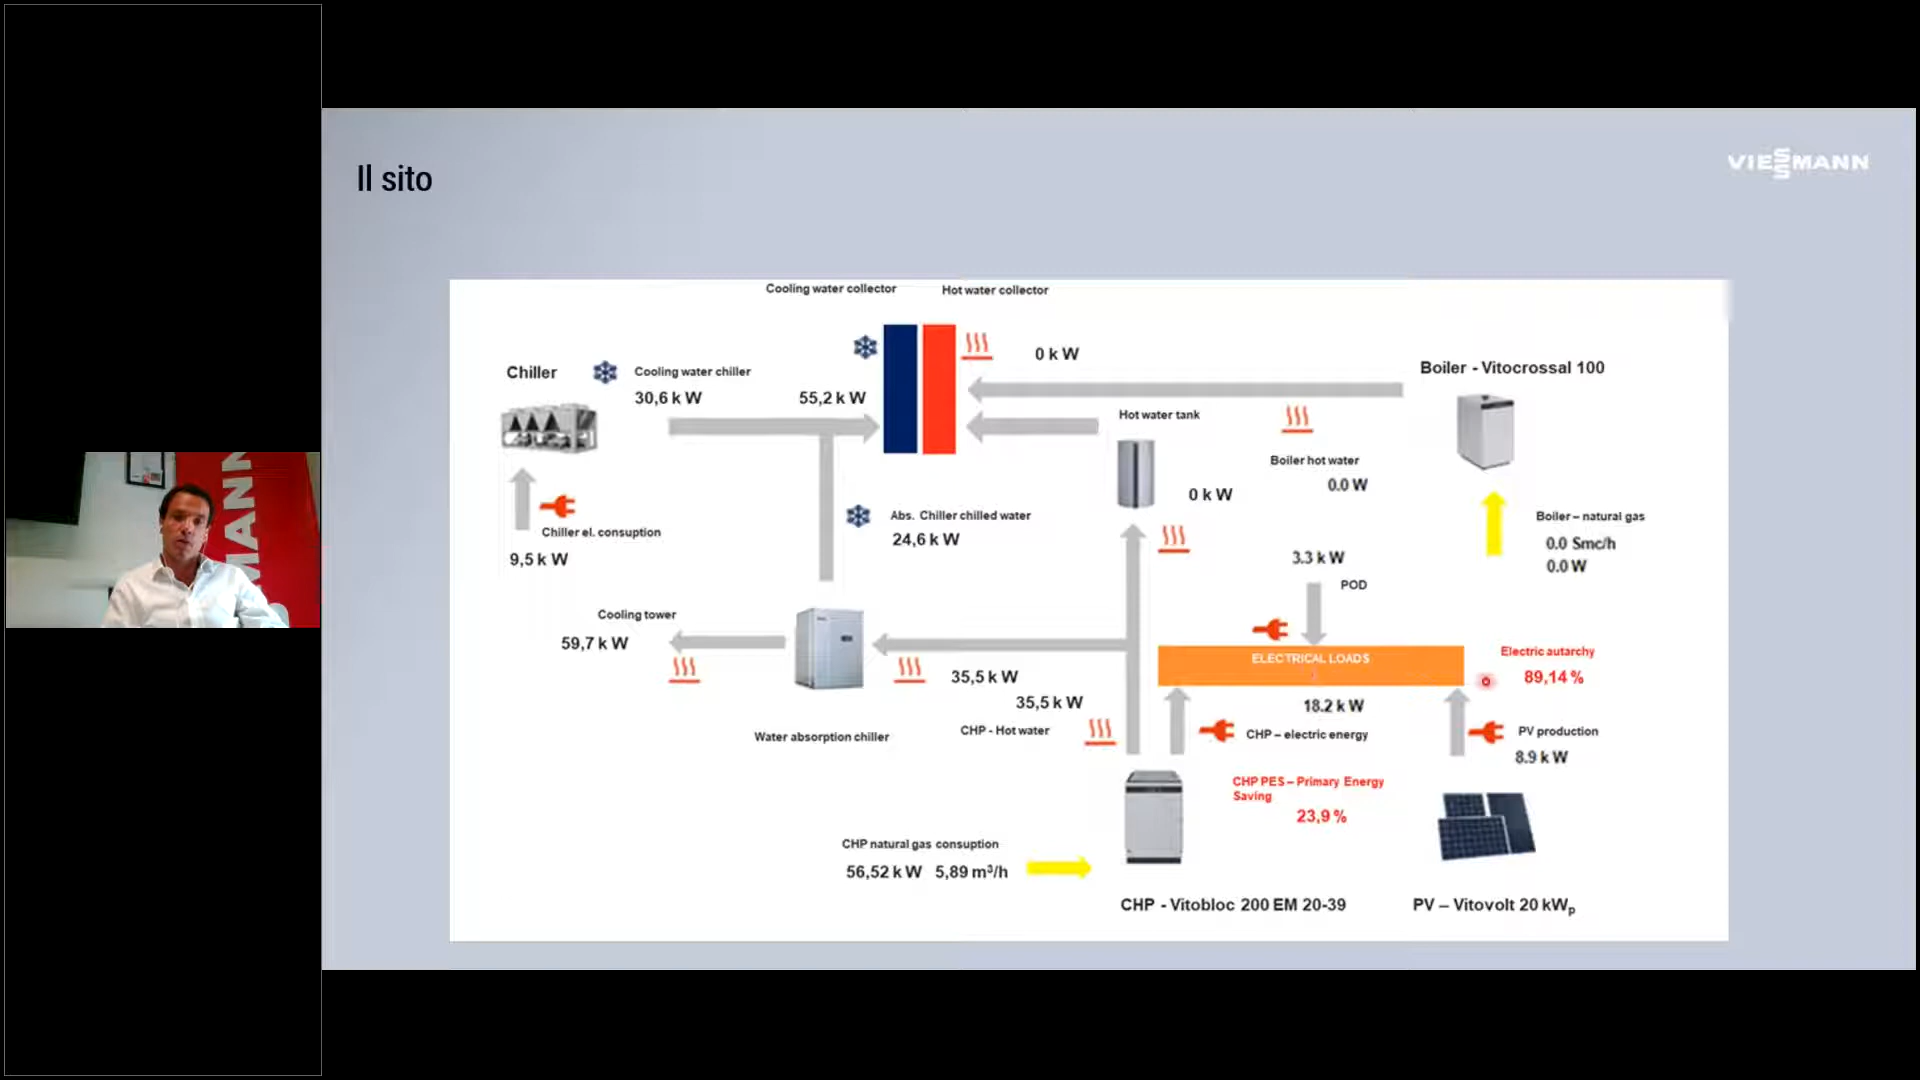 Il sito
VIESSMANN
Cooling water collector
Hot water collector
0 k W
Chiller
Cooling water chiller
30,6 k W
55,2 k W
Boiler - Vitocrossal 100
Hot water tank
Boiler hot water
0.0 W
0 k W
Chiller el. consuption
9,5 k W
Abs. Chiller chilled water
24,6 k W
Boiler – natural gas
0.0 Smc/h
0.0 W
3.3 k W
POD
Cooling tower
59,7 k W
ELECTRICAL LOADS
Electric autarchy
89,14 %
35,5 k W
35,5 k W
18.2 k W
CHP - Hot water
Water absorption chiller
CHP – electric energy
PV production
8.9 k W
CHP PES – Primary Energy
Saving
23,9 %
CHP natural gas consuption
56,52 k W 5,89 m³/h
CHP - Vitobloc 200 EM 20-39
PV – Vitovolt 20 kWp
MANN